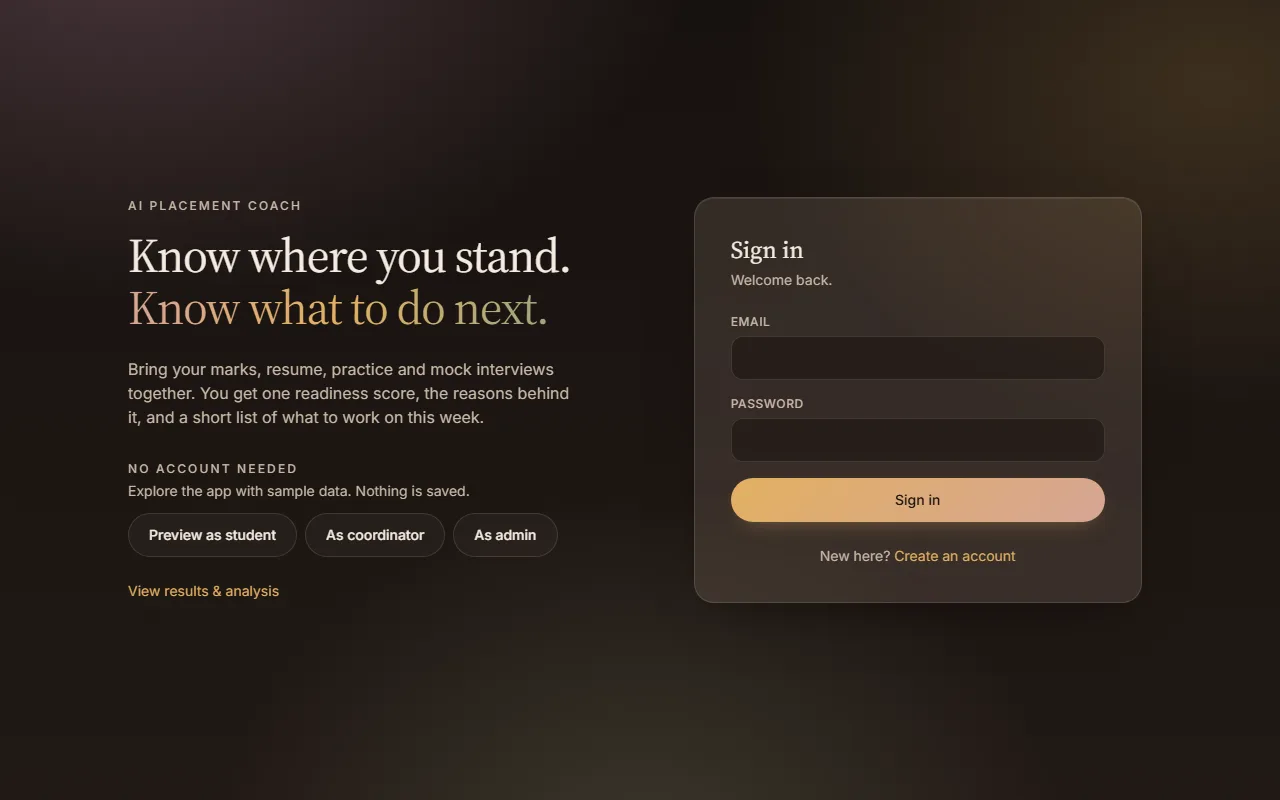 AI PLACEMENT COACH
Know where you stand.
Know what to do next.
Bring your marks, resume, practice and mock interviews
together. You get one readiness score, the reasons behind
it, and a short list of what to work on this week.
NO ACCOUNT NEEDED
Explore the app with sample data. Nothing is saved.
Preview as student
As coordinator
As admin
View results & analysis
Sign in
Welcome back.
EMAIL
PASSWORD
Sign in
New here? Create an account